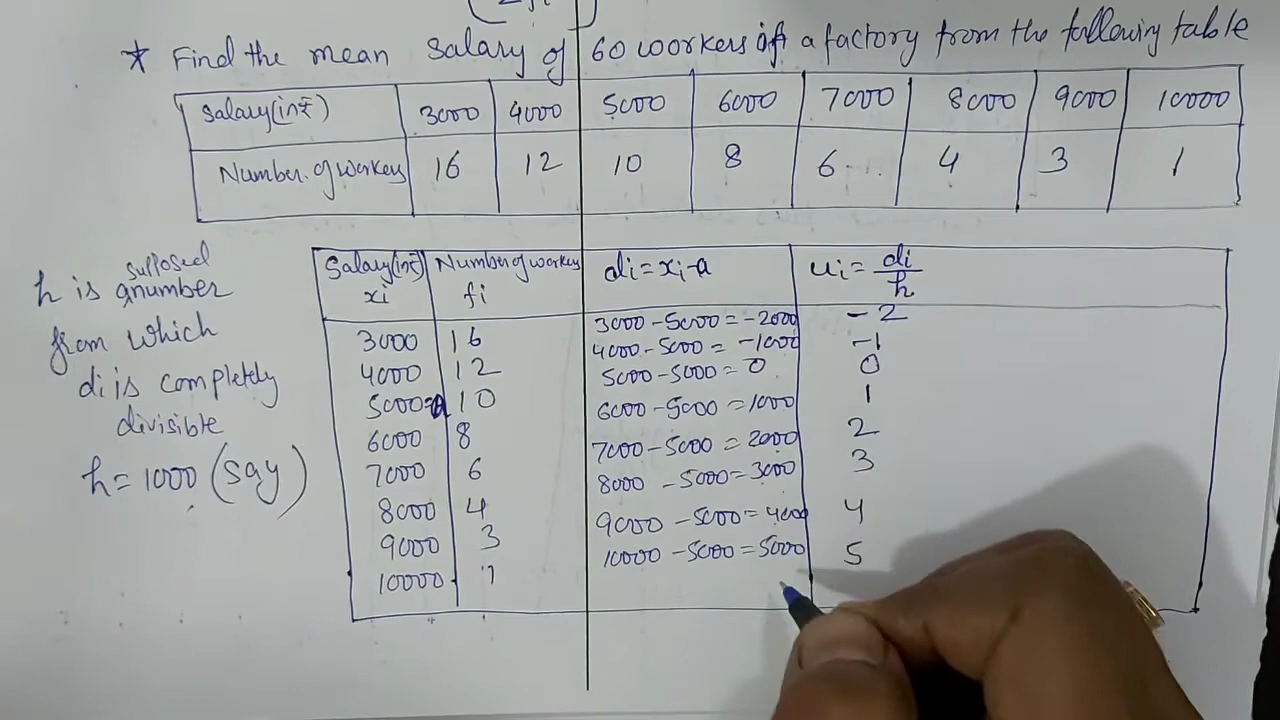 * Find the mean salary of 60 workers of a factory from the following table
Salary(in₹) 3000 4000 5000 6000 7000 8000 9000 10000
Number.of workers 16 12 10 8 6 4 3 1
h is supposed
a number
from which
di is completely
divisible
h = 1000 (say)
Salary(in₹) xi Number of workers fi di = xi-a ui = di/h
3000 16 3000-5000 = -2000 -2
4000 12 4000-5000 = -1000 -1
5000=a 10 5000-5000 = 0 0
6000 8 6000-5000 = 1000 1
7000 6 7000-5000 = 2000 2
8000 4 8000-5000 = 3000 3
9000 3 9000-5000 = 4000 4
10000 1 10000-5000 = 5000 5